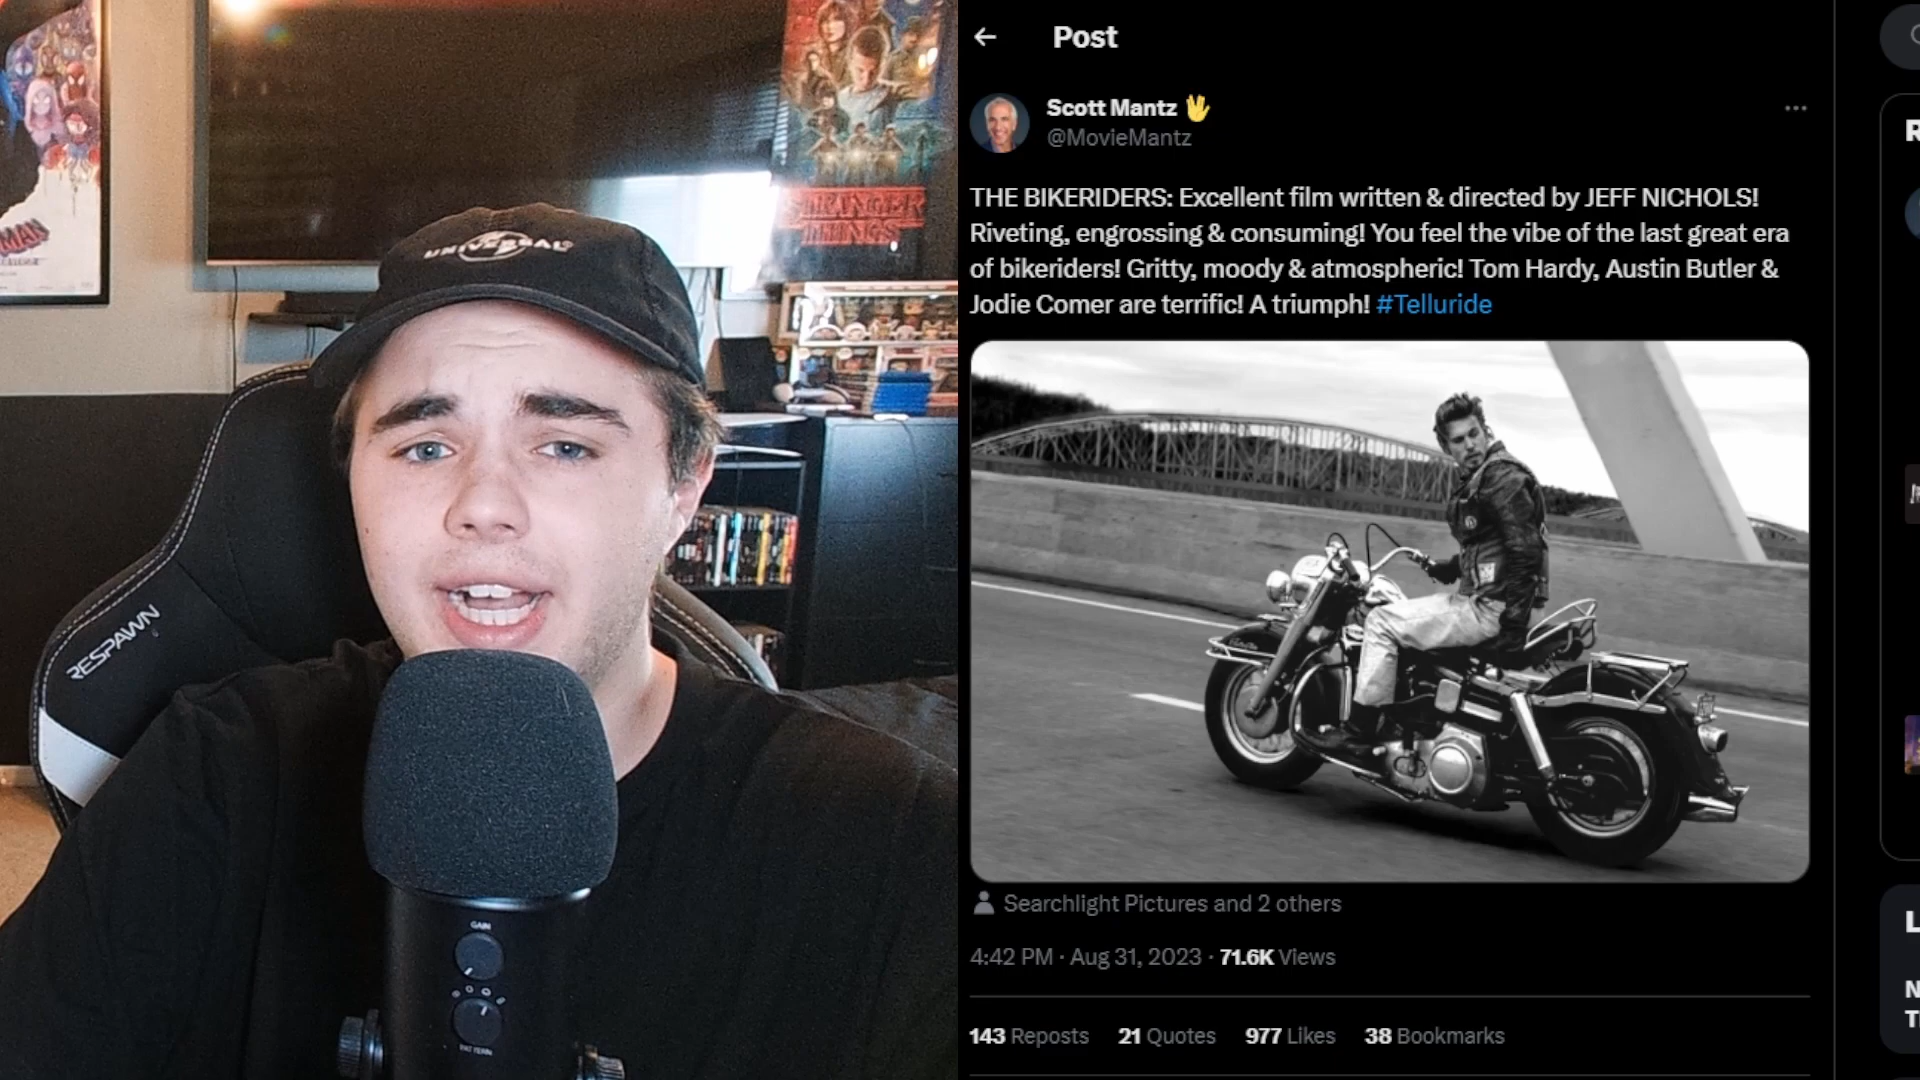 UNIVERSAL
STRANGER
THINGS
RESPAWN
GAIN
PATTERN
Post
Scott Mantz 🖖
@MovieMantz
THE BIKERIDERS: Excellent film written & directed by JEFF NICHOLS!
Riveting, engrossing & consuming! You feel the vibe of the last great era
of bikeriders! Gritty, moody & atmospheric! Tom Hardy, Austin Butler &
Jodie Comer are terrific! A triumph! #Telluride
Searchlight Pictures and 2 others
4:42 PM · Aug 31, 2023 · 71.6K Views
143 Reposts 21 Quotes 977 Likes 38 Bookmarks